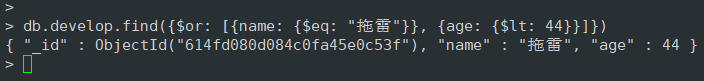 >
> db.develop.find({$or: [{name: {$eq: "拖雷"}}, {age: {$lt: 44}}]})
{ "_id" : ObjectId("614fd080d084c0fa45e0c53f"), "name" : "拖雷", "age" : 44 }
>